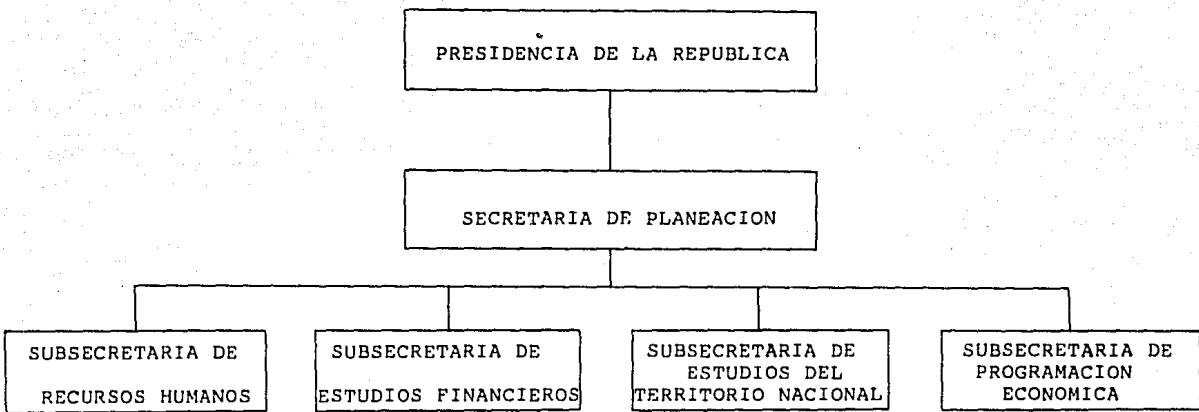 PRESIDENCIA DE LA REPUBLICA
SECRETARIA DE PLANEACION
SUBSECRETARIA DE
RECURSOS HUMANOS
SUBSECRETARIA DE
ESTUDIOS FINANCIEROS
SUBSECRETARIA DE
ESTUDIOS DEL
TERRITORIO NACIONAL
SUBSECRETARIA DE
PROGRAMACION
ECONOMICA